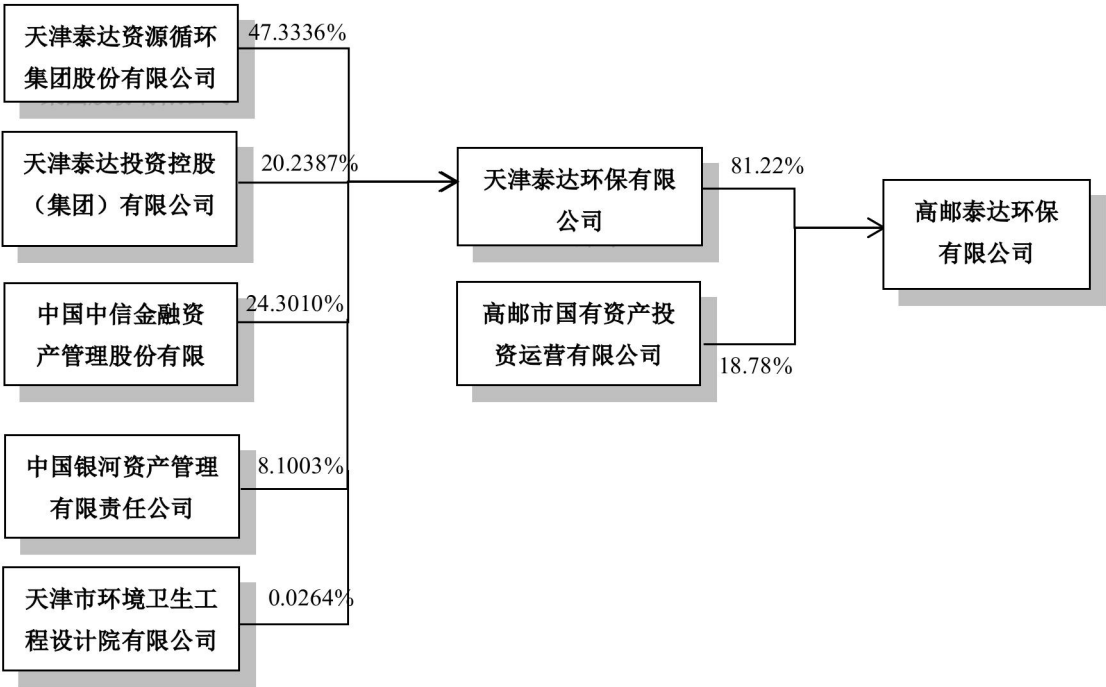 天津泰达资源循环
集团股份有限公司
47.3336%
天津泰达投资控股
（集团）有限公司
20.2387%
中国中信金融资
产管理股份有限
24.3010%
中国银河资产管理
有限责任公司
8.1003%
天津市环境卫生工
程设计院有限公司
0.0264%
天津泰达环保有限
公司
81.22%
高邮市国有资产投
资运营有限公司
18.78%
高邮泰达环保
有限公司